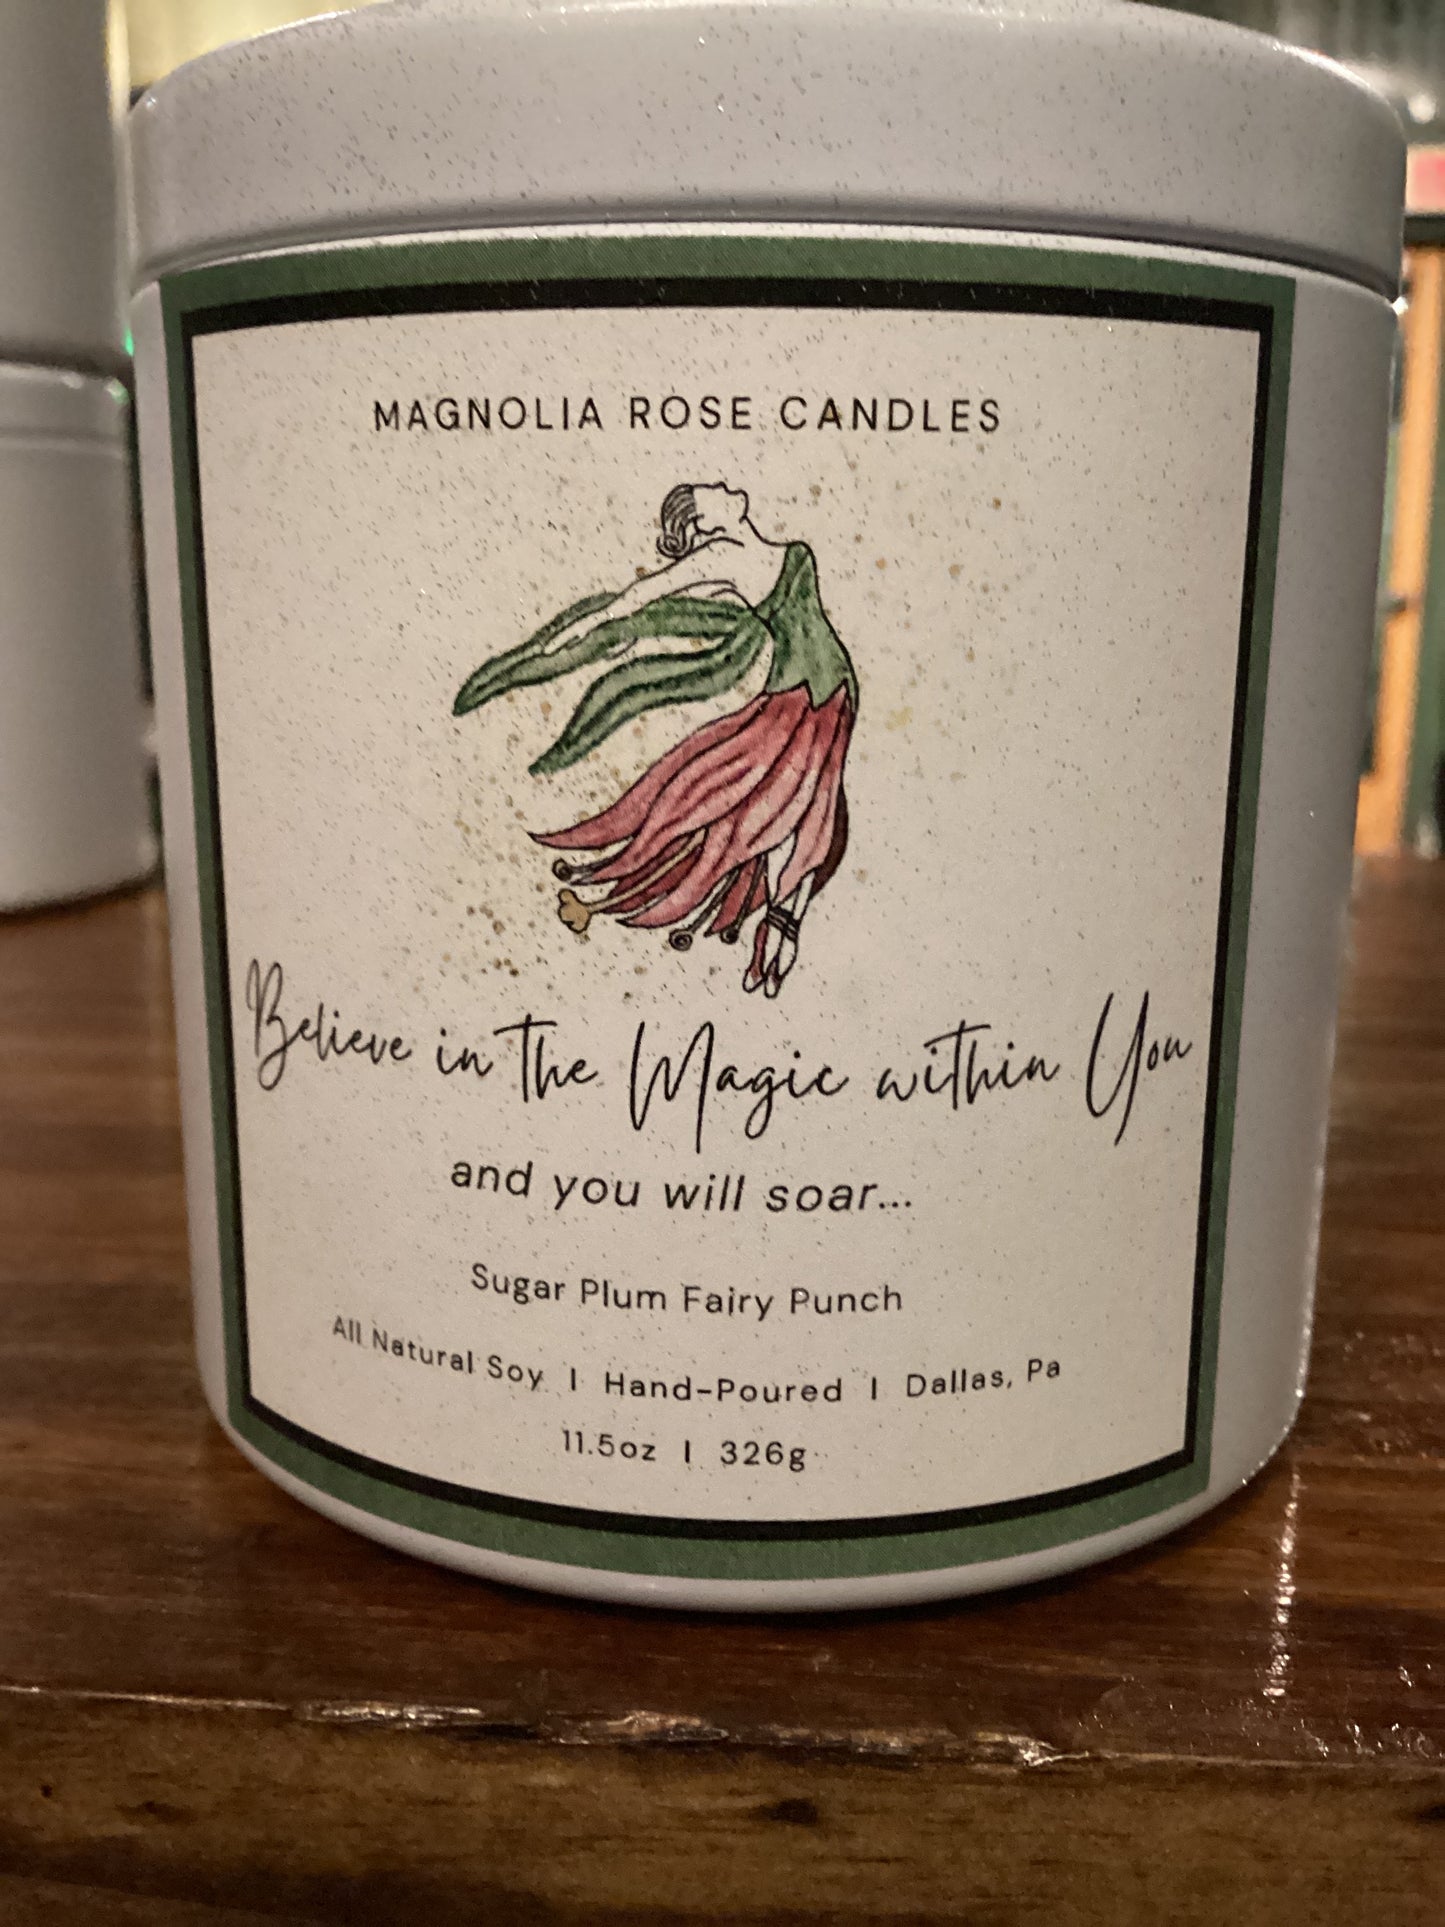 MAGNOLIA ROSE CANDLES
Believe in the Magic within You
and you will soar...
Sugar Plum Fairy Punch
All Natural Soy | Hand-Poured | Dallas, Pa
11.5oz | 326g